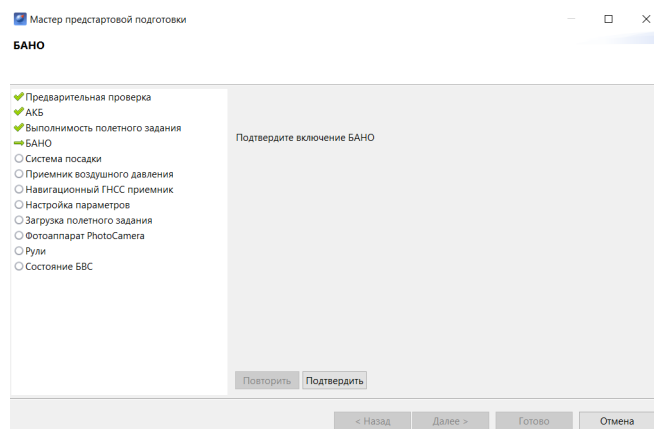 Мастер предстартовой подготовки
БАНО
Предварительная проверка
АКБ
Выполнимость полетного задания
БАНО
Система посадки
Приемник воздушного давления
Навигационный ГНСС приемник
Настройка параметров
Загрузка полетного задания
Фотоаппарат PhotoCamera
Рули
Состояние БВС
Подтвердите включение БАНО
Повторить Подтвердить
< Назад Далее > Готово Отмена